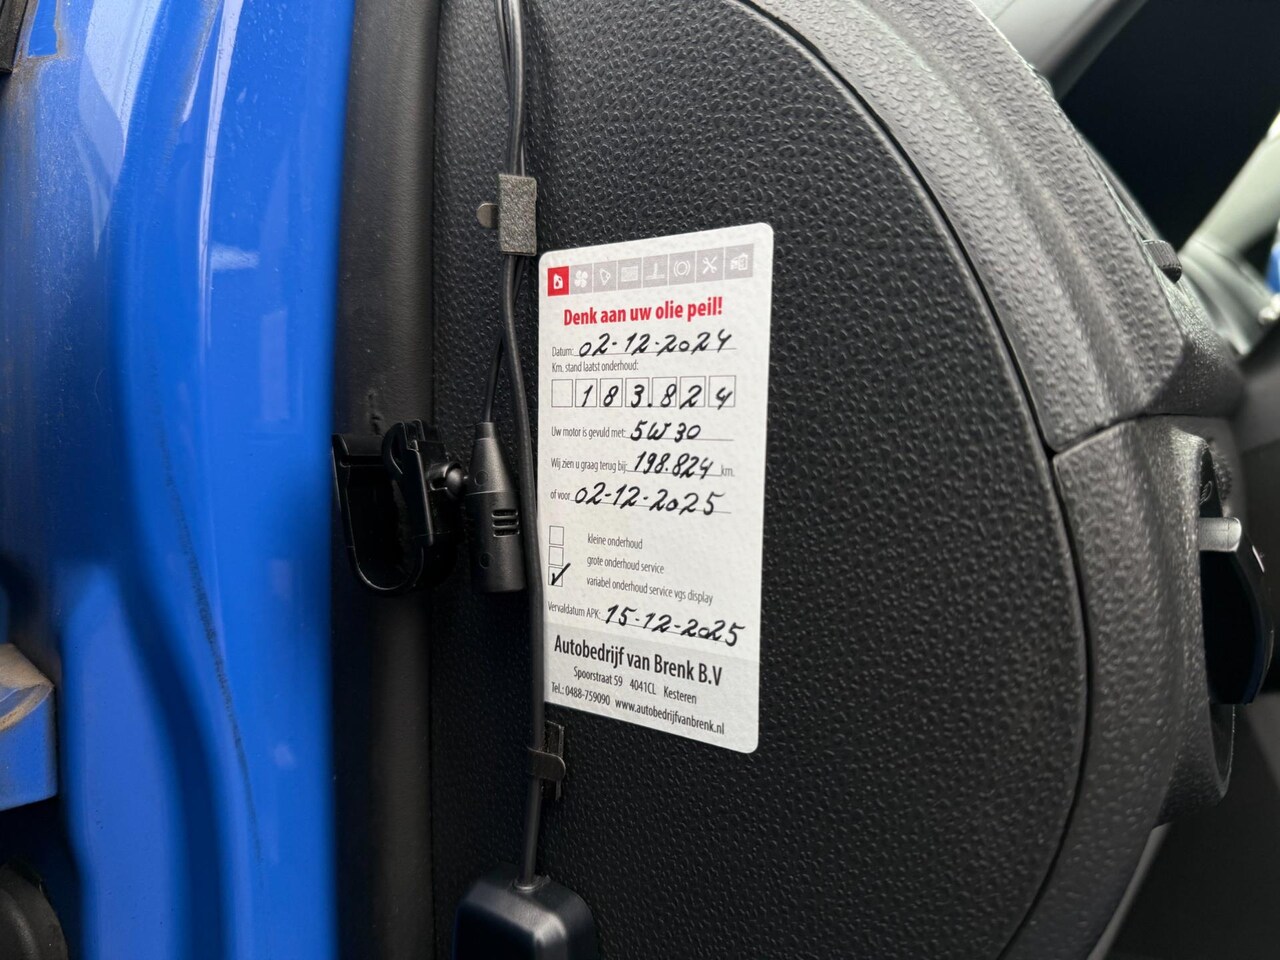 Denk aan uw olie peil!
Datum: 02-12-2024
Km. stand laatst onderhoud:
183.824
Uw motor is gevuld met: 5W30
Wij zien u graag terug bij: 198.824 km.
of voor 02-12-2025
kleine onderhoud
grote onderhoud service
variabel onderhoud service vgs display
Vervaldatum APK: 15-12-2025
Autobedrijf van Brenk B.V
Spoorstraat 59 4041CL Kesteren
Tel.: 0488-759090 www.autobedrijfvanbrenk.nl